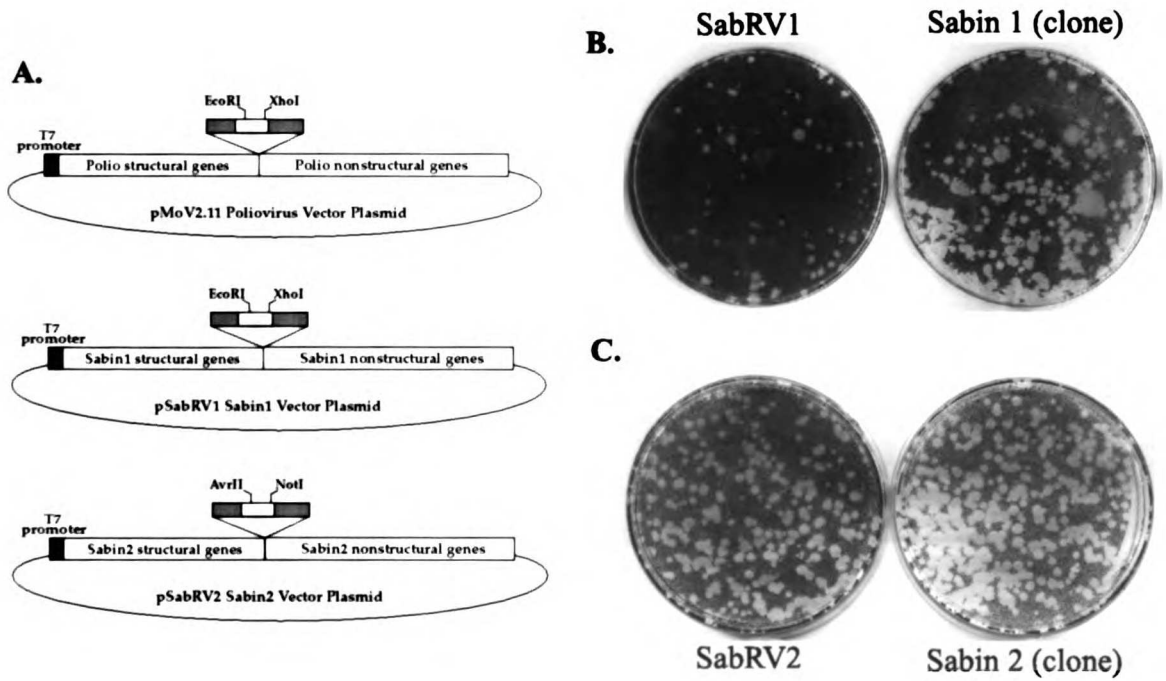 A.
EcoRI XhoI
T7
promoter
Polio structural genes Polio nonstructural genes
pMoV2.11 Poliovirus Vector Plasmid
EcoRI XhoI
T7
promoter
Sabin1 structural genes Sabin1 nonstructural genes
pSabRV1 Sabin1 Vector Plasmid
AvrII NotI
T7
promoter
Sabin2 structural genes Sabin2 nonstructural genes
pSabRV2 Sabin2 Vector Plasmid
B.
SabRV1 Sabin 1 (clone)
C.
SabRV2 Sabin 2 (clone)